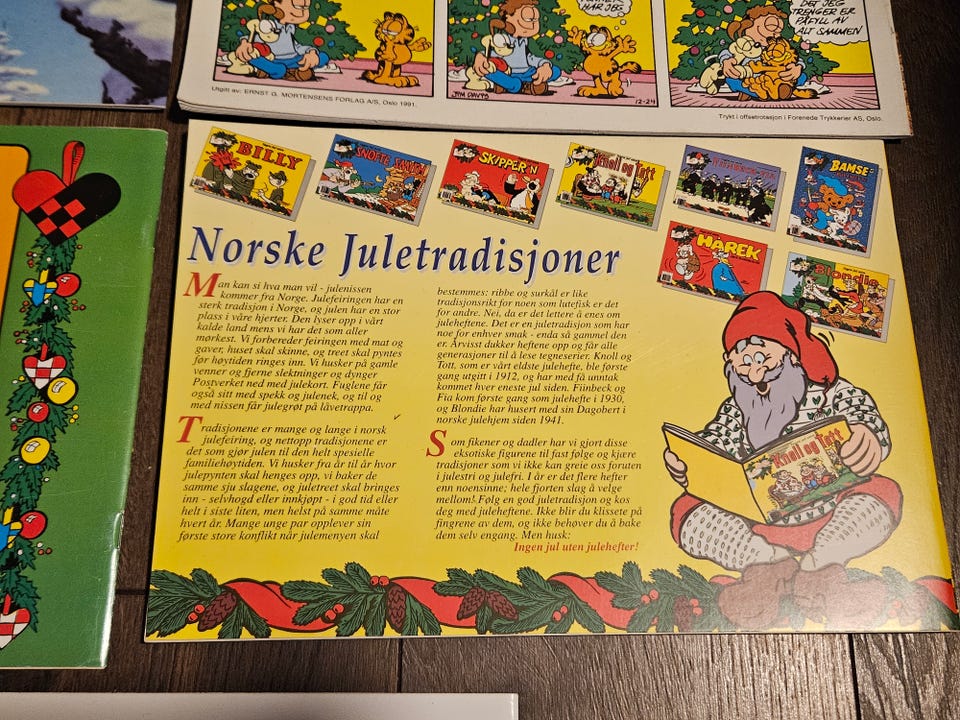 HAR JEG
DET JEG
TRENGER ER
PÅFYLL AV
ALT SAMMEN
JIM DAVIS
12-24
Utgitt av: ERNST G. MORTENSENS FORLAG A/S, Oslo 1991.
Trykt i offsetrotasjon i Forenede Trykkerier AS, Oslo.
BILLY
SNØFTE SMITH
SKIPPER'N
Knoll og Tott
BAMSE
HÅREK
Blondie
Norske Juletradisjoner
Man kan si hva man vil - julenissen
kommer fra Norge. Julefeiringen har en
sterk tradisjon i Norge, og julen har en stor
plass i våre hjerter. Den lyser opp i vårt
kalde land mens vi har det som aller
mørkest. Vi forbereder feiringen med mat og
gaver, huset skal skinne, og treet skal pyntes
før høytiden ringes inn. Vi husker på gamle
venner og fjerne slektninger og dynger
Postverket ned med julekort. Fuglene får
også sitt med spekk og julenek, og til og
med nissen får julegrøt på låvetrappa.
Tradisjonene er mange og lange i norsk
julefeiring, og nettopp tradisjonene er
det som gjør julen til den helt spesielle
familiehøytiden. Vi husker fra år til år hvor
julepynten skal henges opp, vi baker de
samme sju slagene, og juletreet skal bringes
inn - selvhogd eller innkjøpt - i god tid eller
helt i siste liten, men helst på samme måte
hvert år. Mange unge par opplever sin
første store konflikt når julemenyen skal
bestemmes: ribbe og surkål er like
tradisjonsrikt for noen som lutefisk er det
for andre. Nei, da er det lettere å enes om
juleheftene. Det er en juletradisjon som har
noe for enhver smak - enda så gammel den
er. Årvisst dukker heftene opp og får alle
generasjoner til å lese tegneserier. Knoll og
Tott, som er vårt eldste julehefte, ble første
gang utgitt i 1912, og har med få unntak
kommet hver eneste jul siden. Fiinbeck og
Fia kom første gang som julehefte i 1930,
og Blondie har husert med sin Dagobert i
norske julehjem siden 1941.
Som fikener og dadler har vi gjort disse
eksotiske figurene til fast følge og kjære
tradisjoner som vi ikke kan greie oss foruten
i julestri og julefri. I år er det flere hefter
enn noensinne; hele fjorten slag å velge
mellom! Følg en god juletradisjon og kos
deg med juleheftene. Ikke blir du klissete på
fingrene av dem, og ikke behøver du å bake
dem selv engang. Men husk:
Ingen jul uten julehefter!
Knoll og Tott